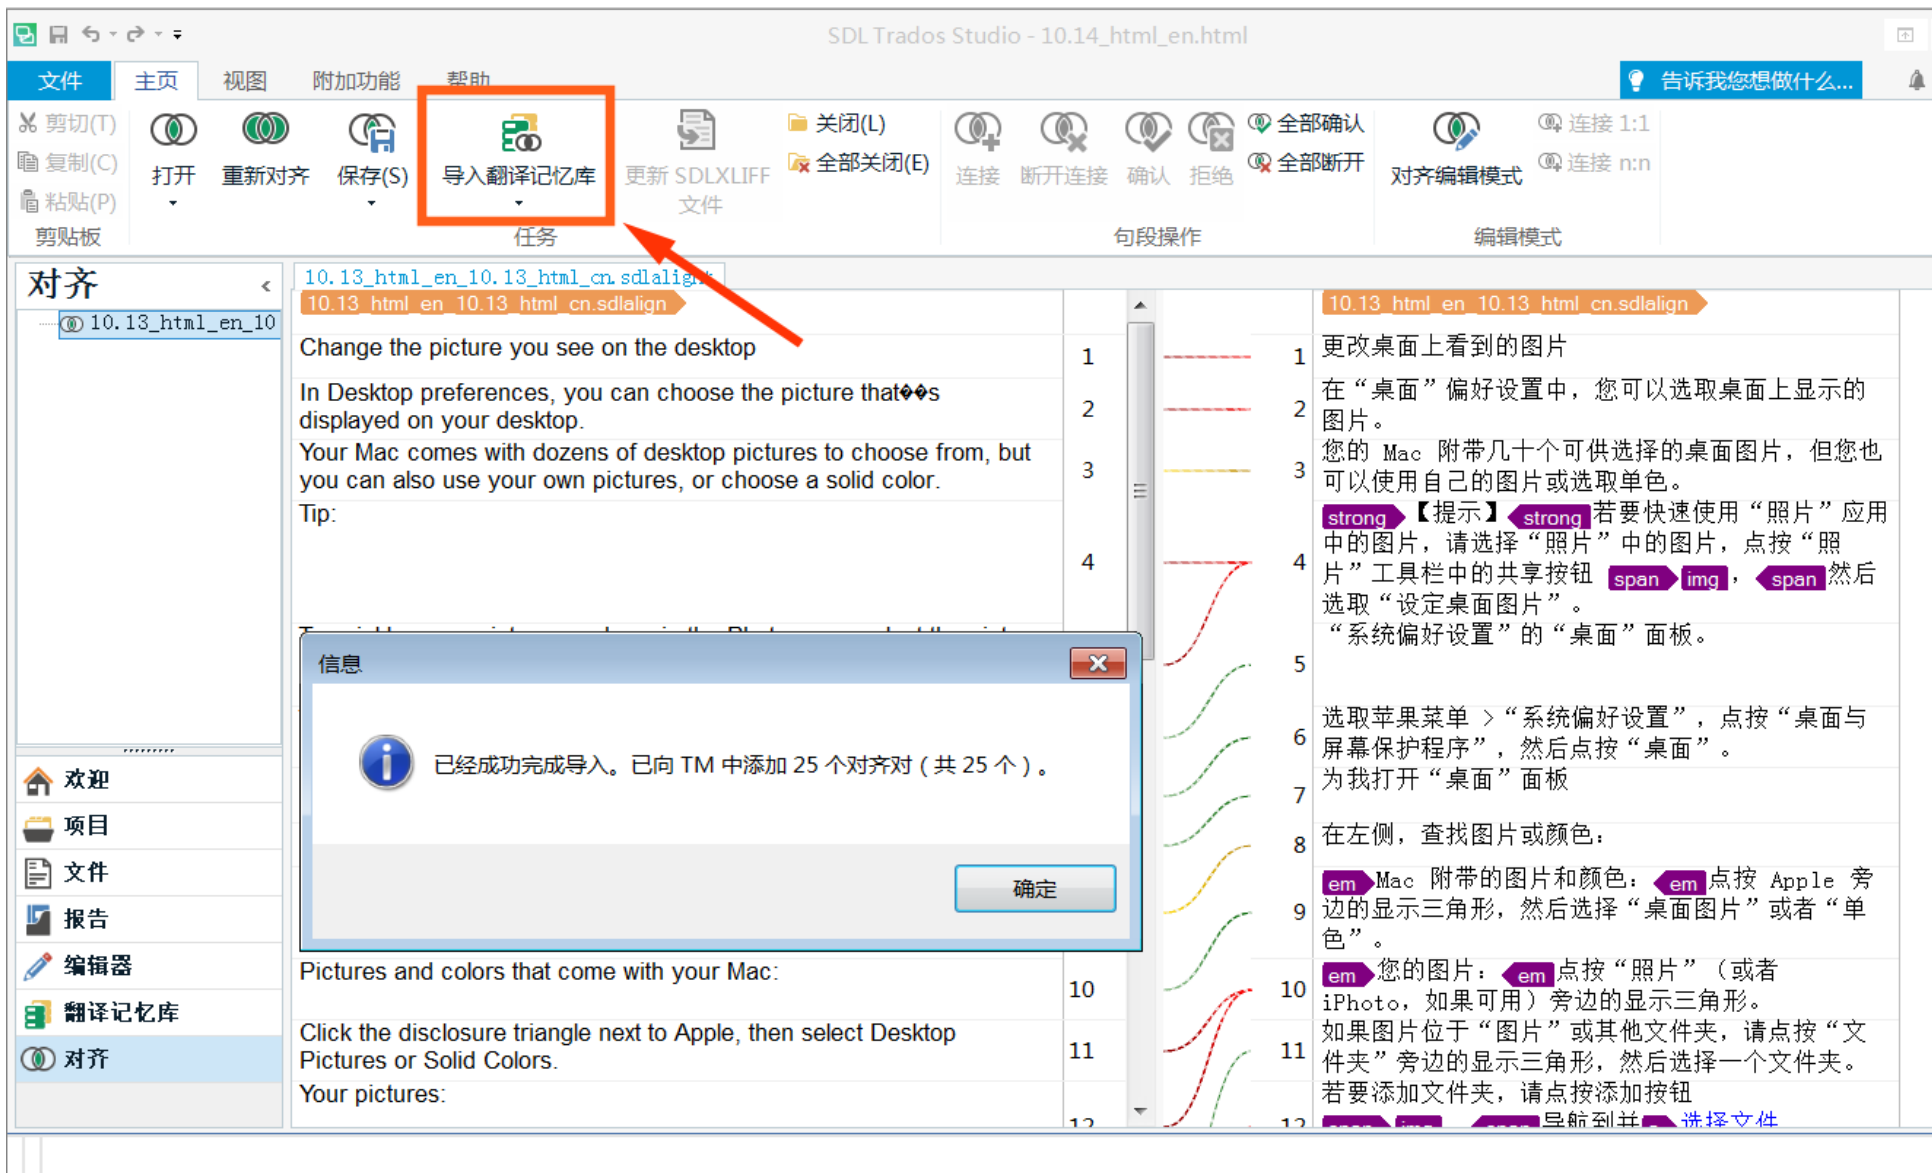 SDL Trados Studio - 10.14_html_en.html
文件 主页 视图 附加功能 帮助
告诉我您想做什么...
剪切(T)
复制(C)
粘贴(P)
剪贴板
打开
重新对齐
保存(S)
导入翻译记忆库
更新 SDLXLIFF
文件
关闭(L)
全部关闭(E)
任务
连接
断开连接
确认
拒绝
全部确认
全部断开
句段操作
对齐编辑模式
连接 1:1
连接 n:n
编辑模式
对齐
10.13_html_en_10
欢迎
项目
文件
报告
编辑器
翻译记忆库
对齐
10.13_html_en_10.13_html_cn.sdlalign
10.13_html_en_10.13_html_cn.sdlalign
Change the picture you see on the desktop
1
In Desktop preferences, you can choose the picture that��s
displayed on your desktop.
2
Your Mac comes with dozens of desktop pictures to choose from, but
you can also use your own pictures, or choose a solid color.
3
Tip:
4
信息
已经成功完成导入。已向 TM 中添加 25 个对齐对 ( 共 25 个 ) 。
确定
Pictures and colors that come with your Mac:
10
Click the disclosure triangle next to Apple, then select Desktop
Pictures or Solid Colors.
11
Your pictures:
12
10.13_html_en_10.13_html_cn.sdlalign
1 更改桌面上看到的图片
在“桌面”偏好设置中，您可以选取桌面上显示的
2 图片。
您的 Mac 附带几十个可供选择的桌面图片，但您也
3 可以使用自己的图片或选取单色。
strong 【提示】 strong 若要快速使用“照片”应用
中的图片，请选择“照片”中的图片，点按“照
4 片”工具栏中的共享按钮 span img ， span 然后
选取“设定桌面图片”。
“系统偏好设置”的“桌面”面板。
5
选取苹果菜单 >“系统偏好设置”，点按“桌面与
6 屏幕保护程序”，然后点按“桌面”。
为我打开“桌面”面板
7
8 在左侧，查找图片或颜色：
em Mac 附带的图片和颜色： em 点按 Apple 旁
9 边的显示三角形，然后选择“桌面图片”或者“单
色”。
em 您的图片： em 点按“照片”（或者
10 iPhoto，如果可用）旁边的显示三角形。
如果图片位于“图片”或其他文件夹，请点按“文
11 件夹”旁边的显示三角形，然后选择一个文件夹。
若要添加文件夹，请点按添加按钮
12 span img span 导航到并 选择文件